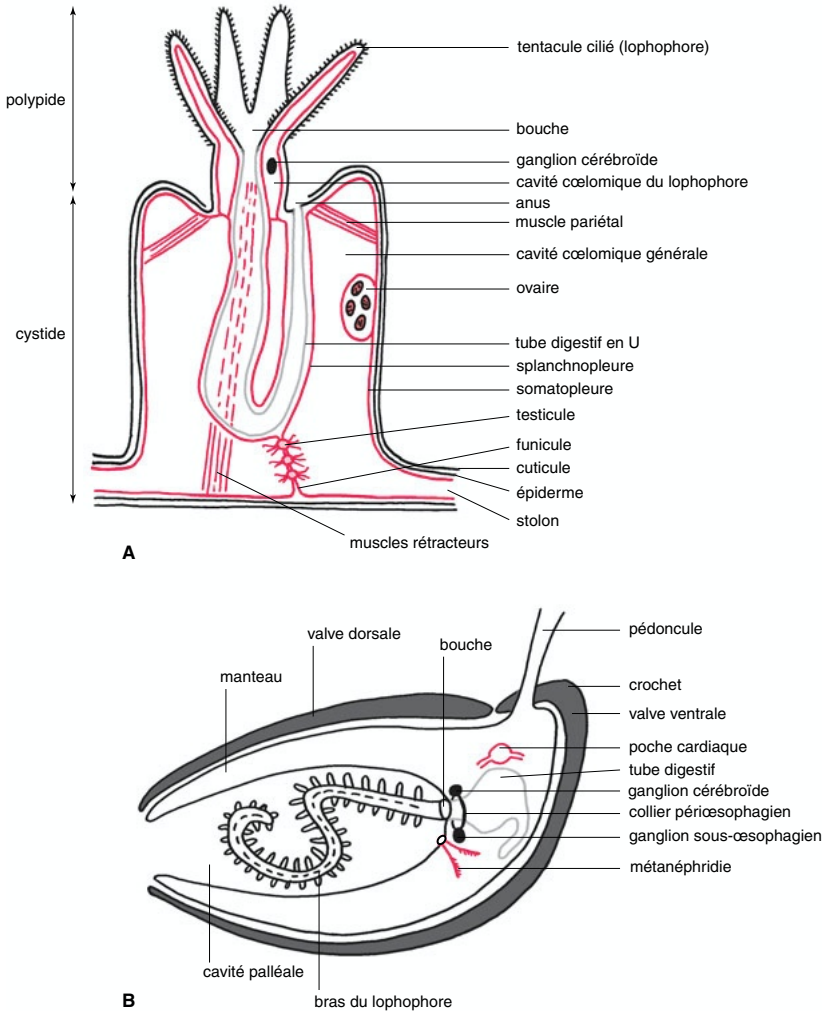 tentacule cilié (lophophore)
polypide
bouche
ganglion cérébroïde
cavité cœlomique du lophophore
anus
muscle pariétal
cavité cœlomique générale
ovaire
cystide
tube digestif en U
splanchnopleure
somatopleure
testicule
funicule
cuticule
épiderme
stolon
muscles rétracteurs
A
pédoncule
valve dorsale
bouche
manteau
crochet
valve ventrale
poche cardiaque
tube digestif
ganglion cérébroïde
collier périœsophagien
ganglion sous-œsophagien
métanéphridie
cavité palléale
B
bras du lophophore